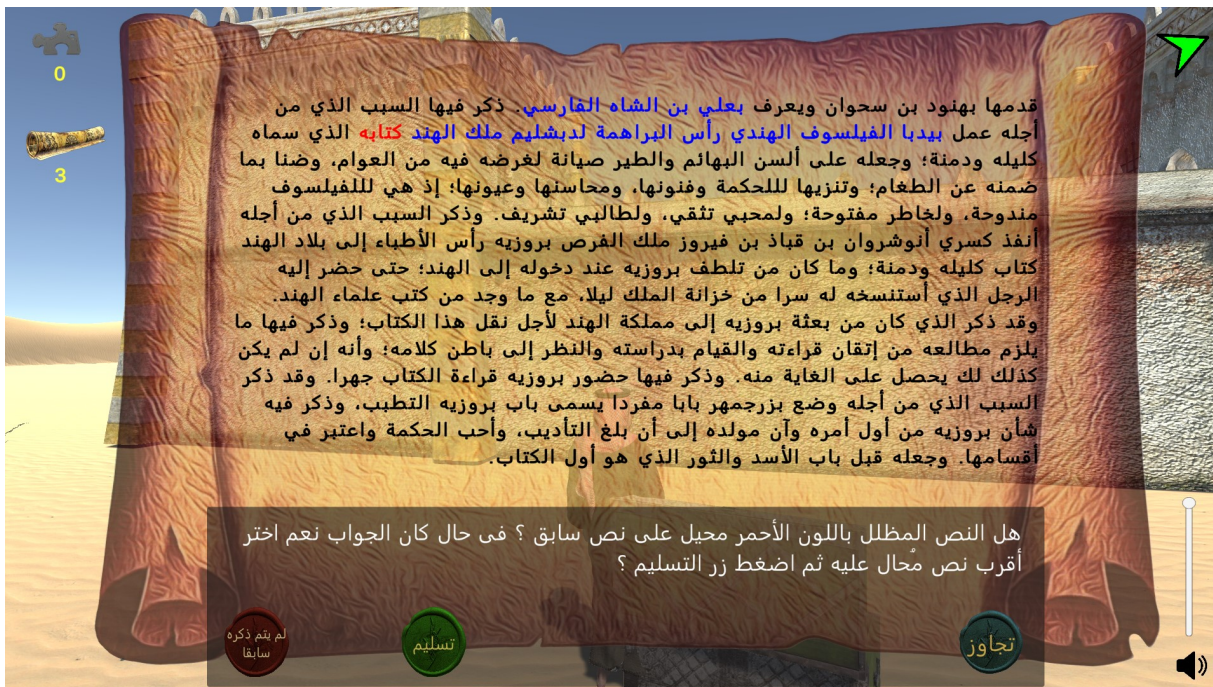 0
3
قدمها بهنود بن سحوان ويعرف بعلي بن الشاه الفارسي. ذكر فيها السبب الذي من
أجله عمل بيدبا الفيلسوف الهندي رأس البراهمة لدبشليم ملك الهند كتابه الذي سماه
كليله ودمنة؛ وجعله على ألسن البهائم والطير صيانة لغرضه فيه من العوام، وضنا بما
ضمنه عن الطغام؛ وتنزيها لللحكمة وفنونها، ومحاسنها وعيونها؛ إذ هي لللفيلسوف
مندوحة، ولخاطر مفتوحة؛ ولمحبي تثقي، ولطالبي تشريف. وذكر السبب الذي من أجله
أنفذ كسري أنوشروان بن قباذ بن فيروز ملك الفرص بروزيه رأس الأطباء إلى بلاد الهند
كتاب كليله ودمنة؛ وما كان من تلطف بروزيه عند دخوله إلى الهند؛ حتى حضر إليه
الرجل الذي أستنسخه له سرا من خزانة الملك ليلا، مع ما وجد من كتب علماء الهند.
وقد ذكر الذي كان من بعثة بروزيه إلى مملكة الهند لأجل نقل هذا الكتاب؛ وذكر فيها ما
يلزم مطالعه من إتقان قراءته والقيام بدراسته والنظر إلى باطن كلامه؛ وأنه إن لم يكن
كذلك لك يحصل على الغاية منه. وذكر فيها حضور بروزيه قراءة الكتاب جهرا. وقد ذكر
السبب الذي من أجله وضع بزرجمهر بابا مفردا يسمى باب بروزيه التطبب، وذكر فيه
شأن بروزيه من أول أمره وآن مولده إلى أن بلغ التأديب، وأحب الحكمة واعتبر في
أقسامها. وجعله قبل باب الأسد والثور الذي هو أول الكتاب.
هل النص المظلل باللون الأحمر محيل على نص سابق ؟ فى حال كان الجواب نعم اختر
أقرب نص مُحال عليه ثم اضغط زر التسليم ؟
تجاوز
تسليم
لم يتم ذكره
سابقا